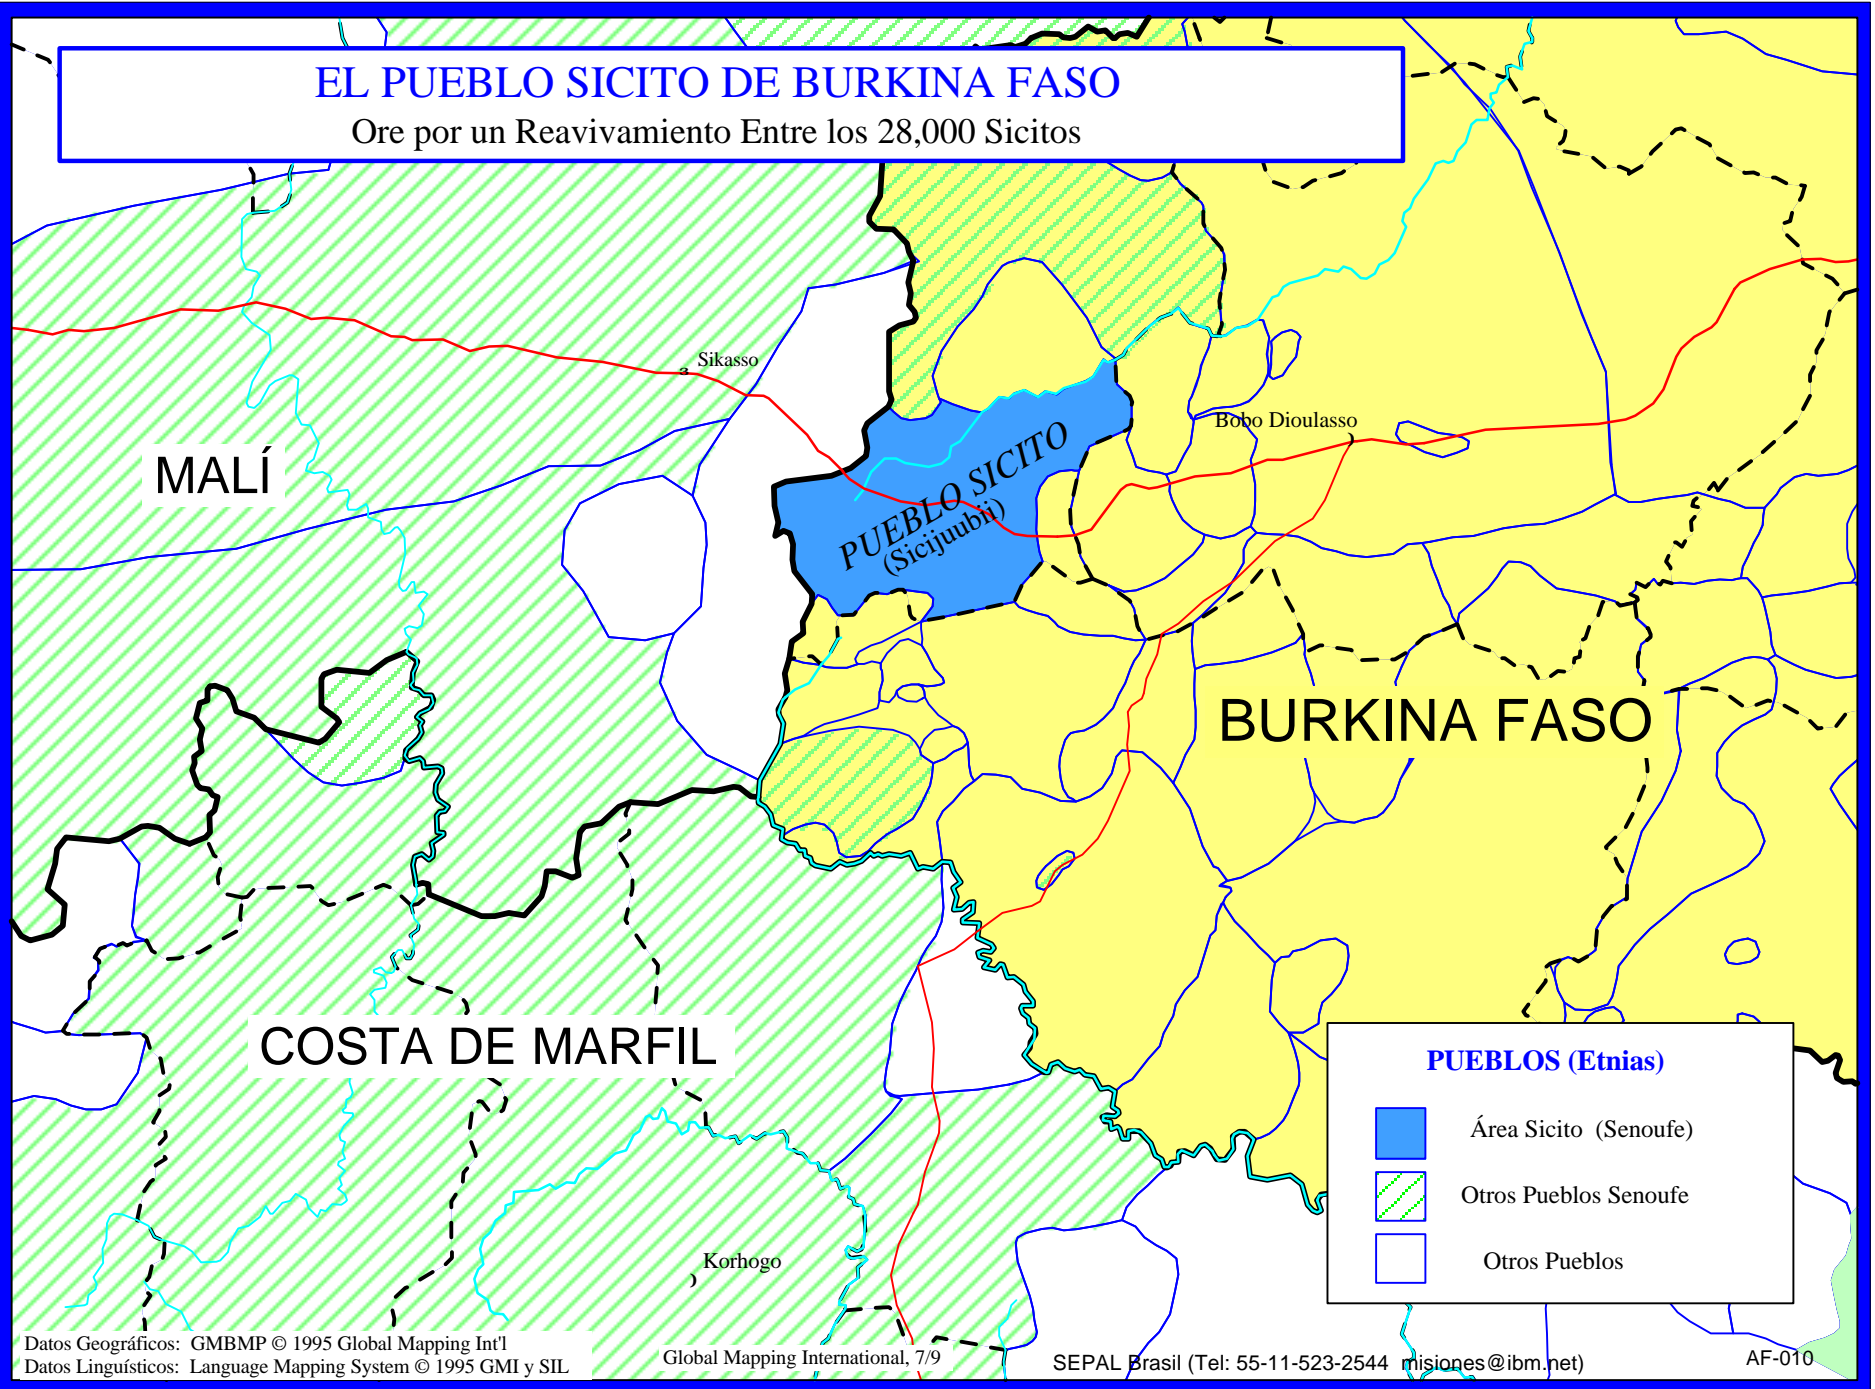 EL PUEBLO SICITO DE BURKINA FASO
Ore por un Reavivamiento Entre los 28,000 Sicitos
Sikasso
Bobo Dioulasso
MALÍ
PUEBLO SICITO
(Sicijuubii)
BURKINA FASO
COSTA DE MARFIL
Korhogo
PUEBLOS (Etnias)
Área Sicito (Senoufe)
Otros Pueblos Senoufe
Otros Pueblos
Datos Geográficos: GMBMP © 1995 Global Mapping Int'l
Datos Linguísticos: Language Mapping System © 1995 GMI y SIL
Global Mapping International, 7/9
SEPAL Brasil (Tel: 55-11-523-2544 misiones@ibm.net)
AF-010